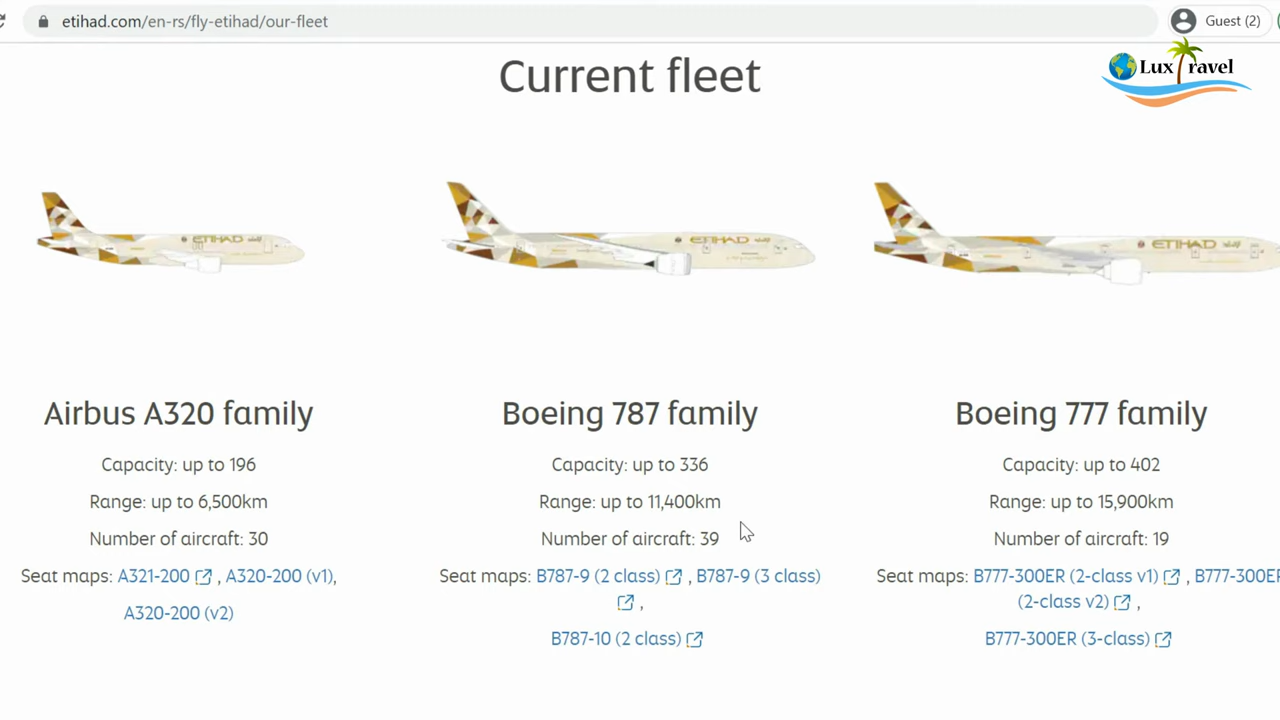 etihad.com/en-rs/fly-etihad/our-fleet
Guest (2)
Lux Travel
Current fleet
ETIHAD
ETIHAD
ETIHAD
Airbus A320 family
Capacity: up to 196
Range: up to 6,500km
Number of aircraft: 30
Seat maps: A321-200 , A320-200 (v1),
A320-200 (v2)
Boeing 787 family
Capacity: up to 336
Range: up to 11,400km
Number of aircraft: 39
Seat maps: B787-9 (2 class) , B787-9 (3 class)
,
B787-10 (2 class)
Boeing 777 family
Capacity: up to 402
Range: up to 15,900km
Number of aircraft: 19
Seat maps: B777-300ER (2-class v1) , B777-300ER
(2-class v2) ,
B777-300ER (3-class)